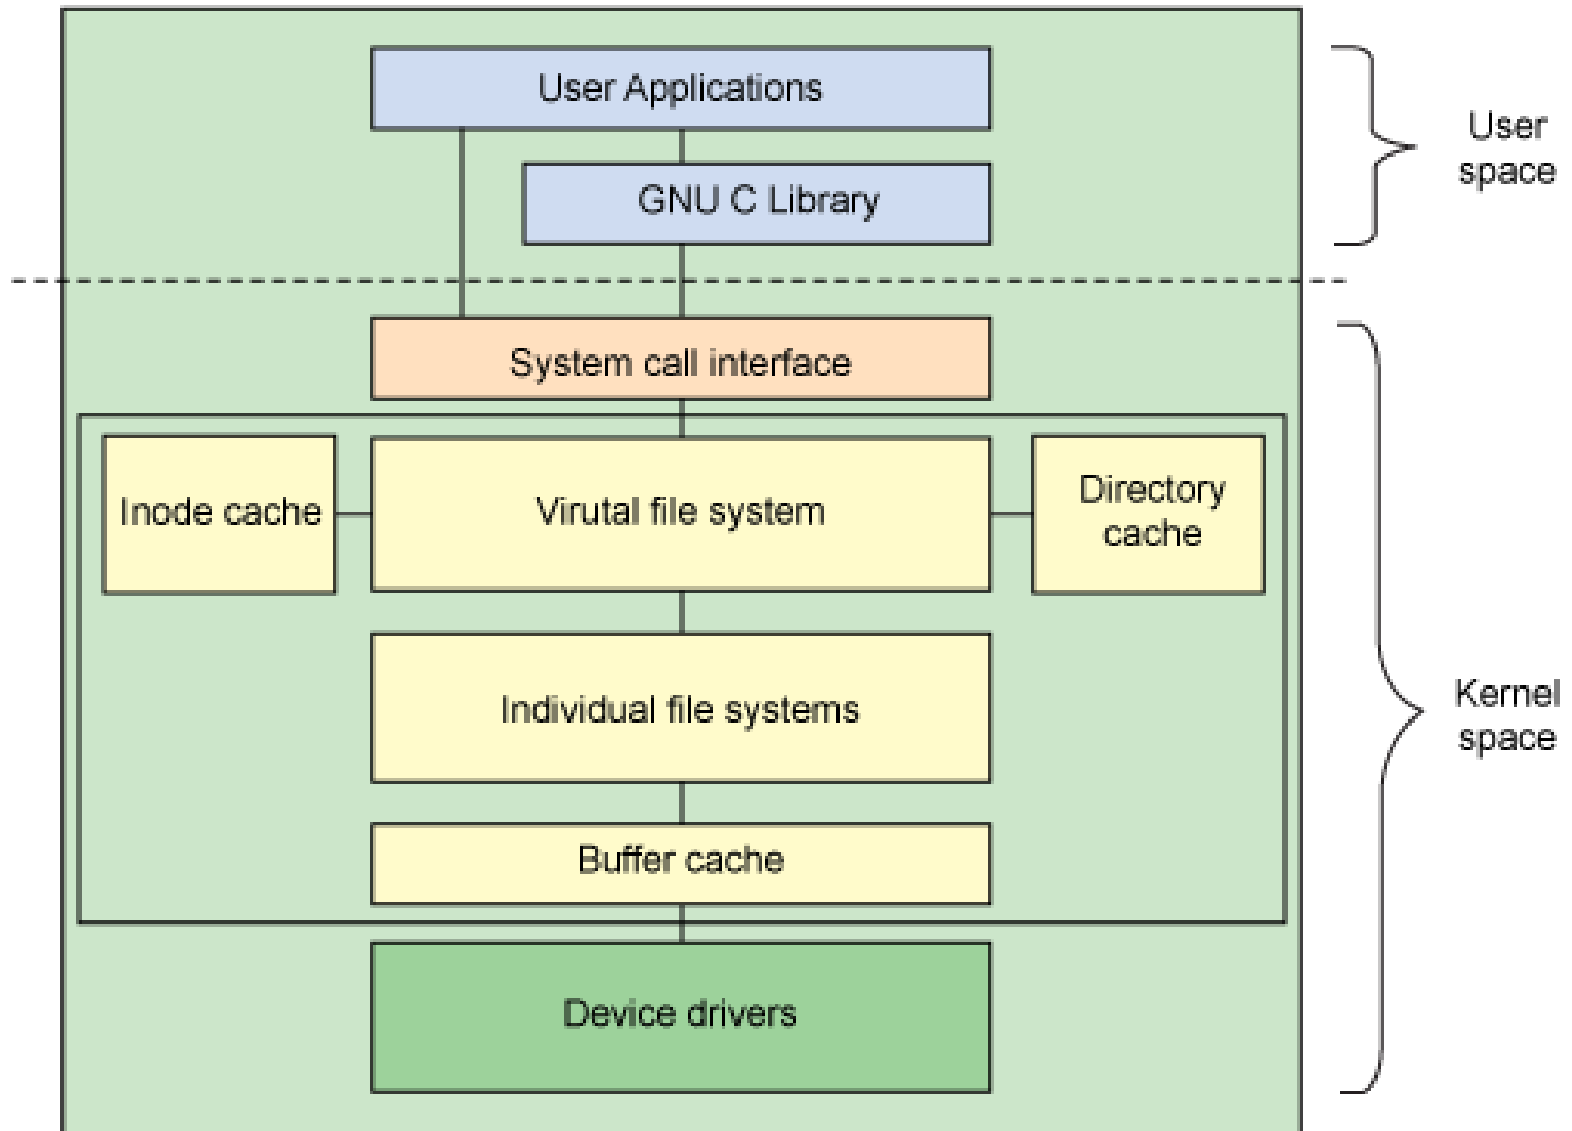 User Applications
User
space
GNU C Library
System call interface
Inode cache
Virutal file system
Directory
cache
Individual file systems
Kernel
space
Buffer cache
Device drivers